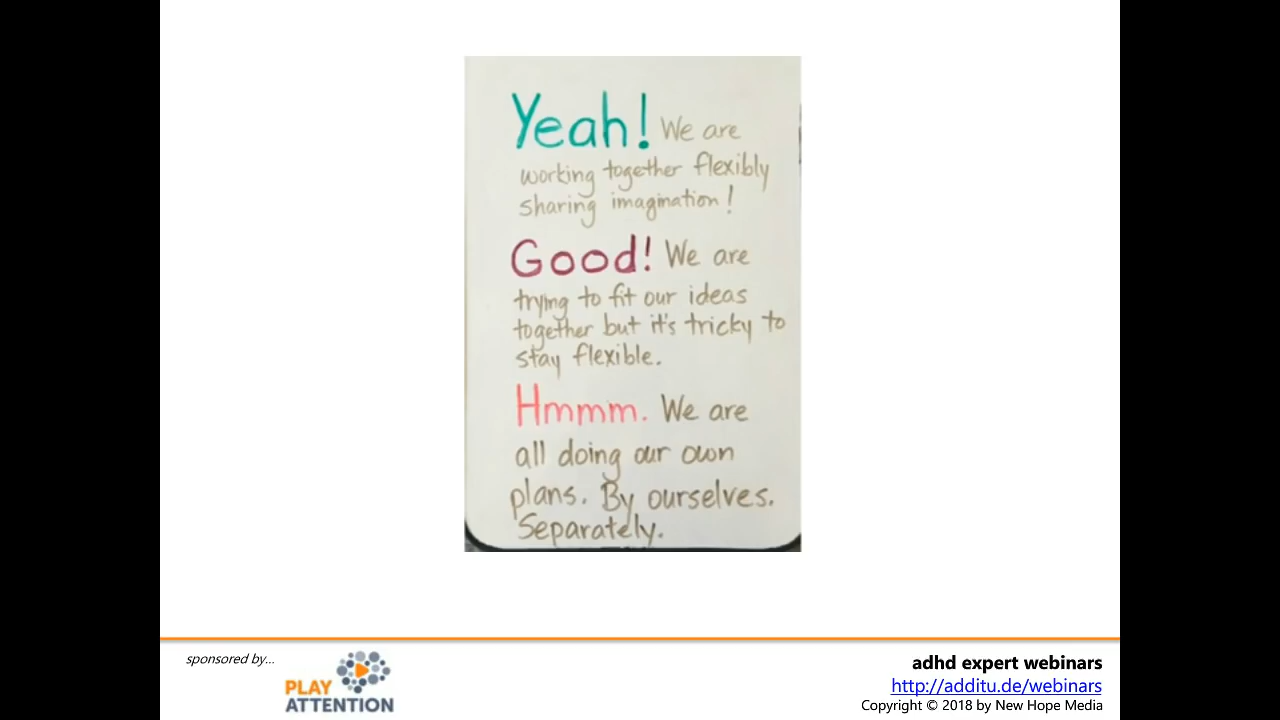 Yeah! We are
working together flexibly
sharing imagination!
Good! We are
trying to fit our ideas
together but it's tricky to
stay flexible.
Hmmm. We are
all doing our own
plans. By ourselves.
Separately.
sponsored by...
PLAY
ATTENTION
adhd expert webinars
http://additu.de/webinars
Copyright © 2018 by New Hope Media